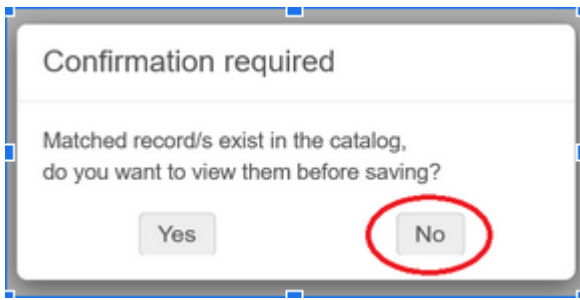 Confirmation required
Matched record/s exist in the catalog,
do you want to view them before saving?
Yes No